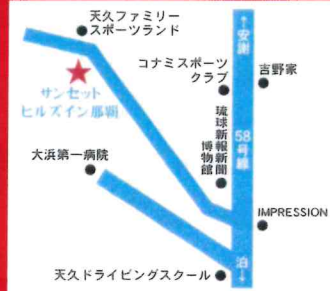 天久ファミリー
スポーツランド
サンセット
ヒルズイン那覇
大浜第一病院
コナミスポーツ
クラブ
琉球新報新聞
博物館
←安謝
58号線
泊→
吉野家
IMPRESSION
天久ドライビングスクール